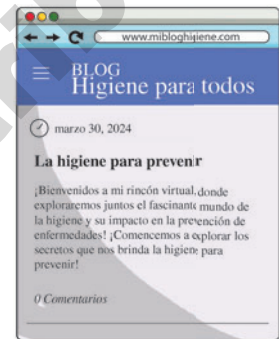 www.mibloghigiene.com
BLOG
Higiene para todos
marzo 30, 2024
La higiene para prevenir
¡Bienvenidos a mi rincón virtual, donde
exploraremos juntos el fascinante mundo de
la higiene y su impacto en la prevención de
enfermedades! ¡Comencemos a explorar los
secretos que nos brinda la higiene para
prevenir!
0 Comentarios